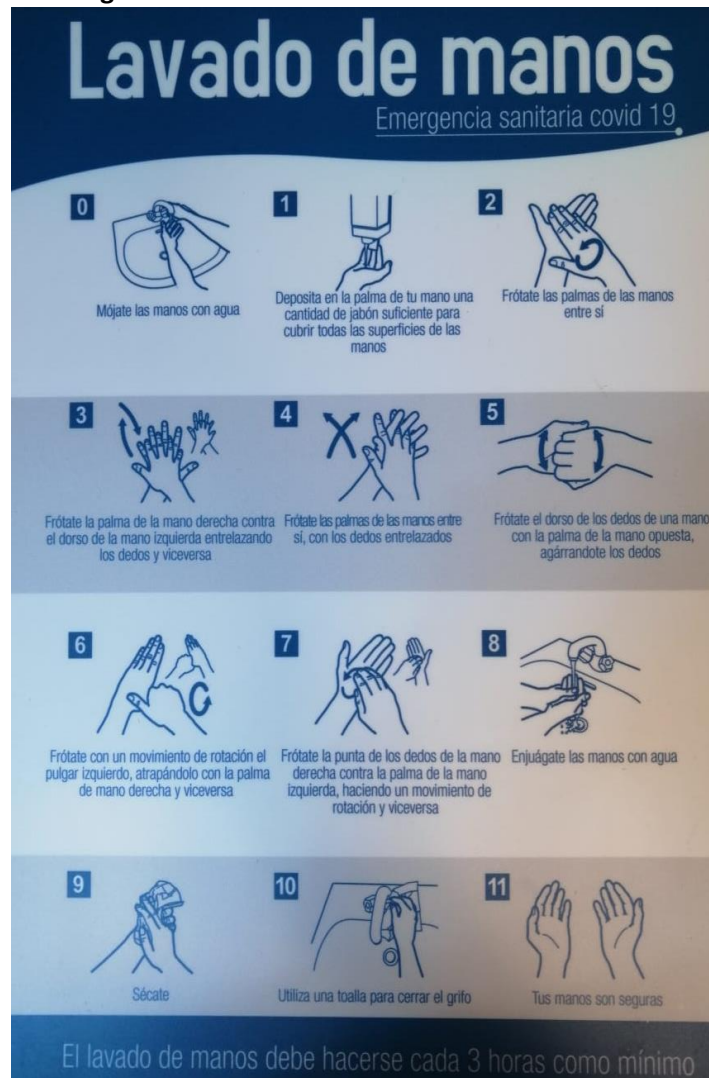 Lavado de manos
Emergencia sanitaria covid 19
0
Mójate las manos con agua
1
Deposita en la palma de tu mano una
cantidad de jabón suficiente para
cubrir todas las superficies de las
manos
2
Frótate las palmas de las manos
entre sí
3
Frótate la palma de la mano derecha contra
el dorso de la mano izquierda entrelazando
los dedos y viceversa
4
Frótate las palmas de las manos entre
sí, con los dedos entrelazados
5
Frótate el dorso de los dedos de una mano
con la palma de la mano opuesta,
agárrandote los dedos
6
Frótate con un movimiento de rotación el
pulgar izquierdo, atrapándolo con la palma
de mano derecha y viceversa
7
Frótate la punta de los dedos de la mano
derecha contra la palma de la mano
izquierda, haciendo un movimiento de
rotación y viceversa
8
Enjuágate las manos con agua
9
Sécate
10
Utiliza una toalla para cerrar el grifo
11
Tus manos son seguras
El lavado de manos debe hacerse cada 3 horas como mínimo